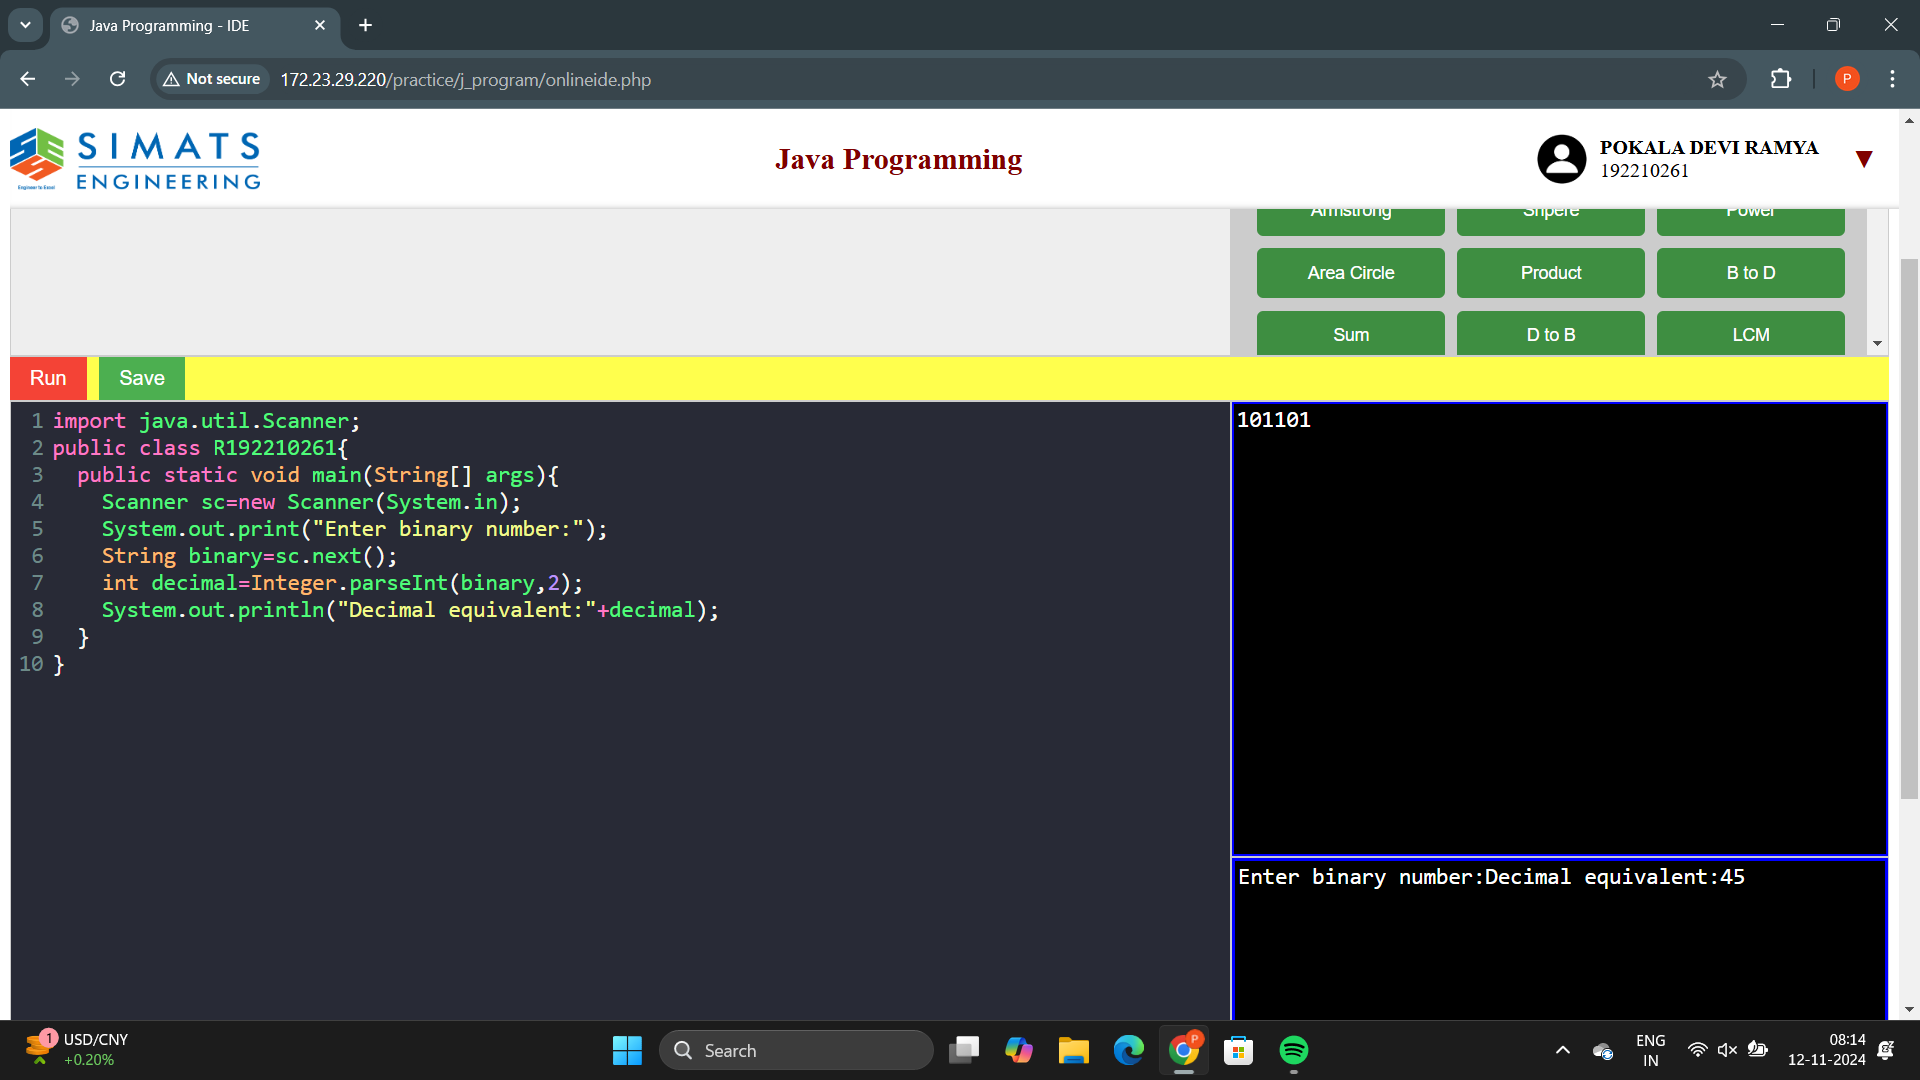 Java Programming - IDE
Not secure
172.23.29.220/practice/j_program/onlineide.php
P
SIMATS
ENGINEERING
Engineer to Excel
Java Programming
POKALA DEVI RAMYA
192210261
Armstrong
Shpere
Power
Area Circle
Product
B to D
Sum
D to B
LCM
Run
Save
1 import java.util.Scanner;
2 public class R192210261{
3 public static void main(String[] args){
4 Scanner sc=new Scanner(System.in);
5 System.out.print("Enter binary number:");
6 String binary=sc.next();
7 int decimal=Integer.parseInt(binary,2);
8 System.out.println("Decimal equivalent:"+decimal);
9 }
10 }
101101
Enter binary number:Decimal equivalent:45
1
USD/CNY
+0.20%
Search
P
ENG
IN
08:14
12-11-2024